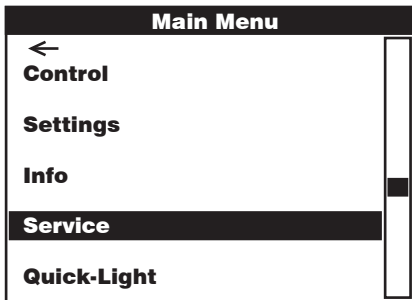 Main Menu
←
Control
Settings
Info
Service
Quick-Light